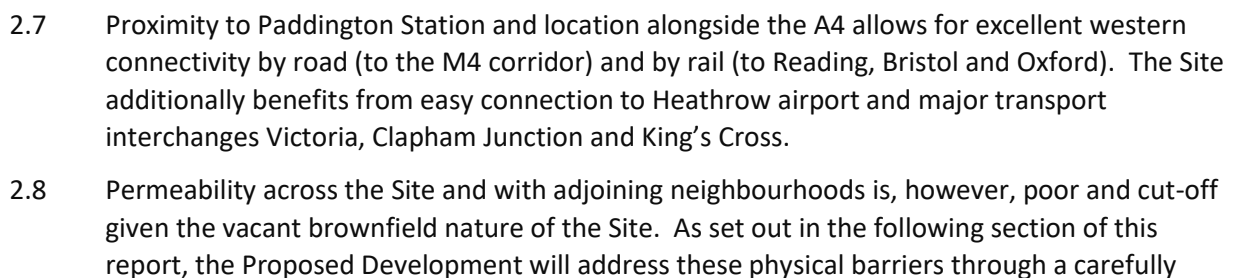 2.7 Proximity to Paddington Station and location alongside the A4 allows for excellent western
connectivity by road (to the M4 corridor) and by rail (to Reading, Bristol and Oxford).  The Site
additionally benefits from easy connection to Heathrow airport and major transport
interchanges Victoria, Clapham Junction and King’s Cross.
2.8 Permeability across the Site and with adjoining neighbourhoods is, however, poor and cut-off
given the vacant brownfield nature of the Site.  As set out in the following section of this
report, the Proposed Development will address these physical barriers through a carefully